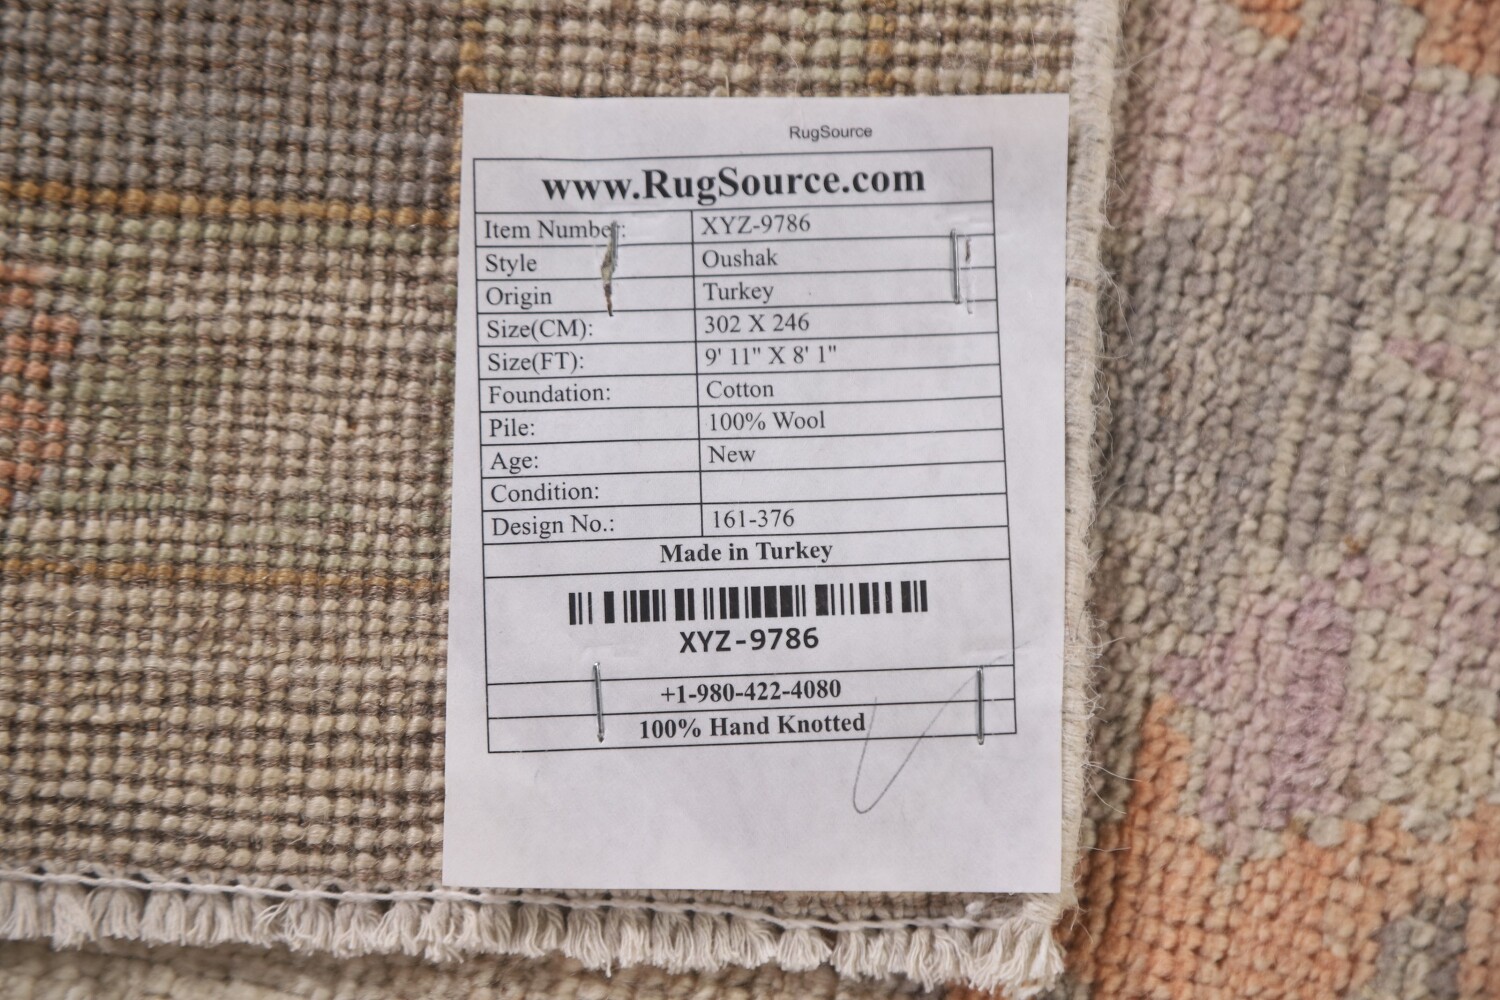 RugSource
www.RugSource.com
Item Number: XYZ-9786
Style Oushak
Origin Turkey
Size(CM): 302 X 246
Size(FT): 9' 11" X 8' 1"
Foundation: Cotton
Pile: 100% Wool
Age: New
Condition:
Design No.: 161-376
Made in Turkey
XYZ-9786
+1-980-422-4080
100% Hand Knotted